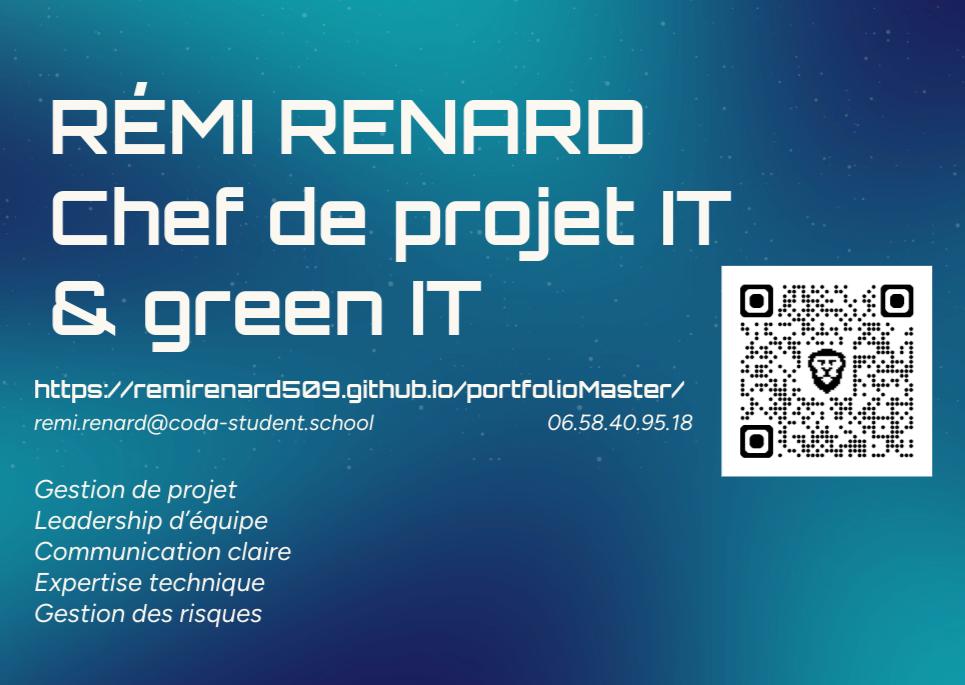 RÉMI RENARD
Chef de projet IT
& green IT
https://remirenard509.github.io/portfolioMaster/
remi.renard@coda-student.school 06.58.40.95.18
Gestion de projet
Leadership d’équipe
Communication claire
Expertise technique
Gestion des risques